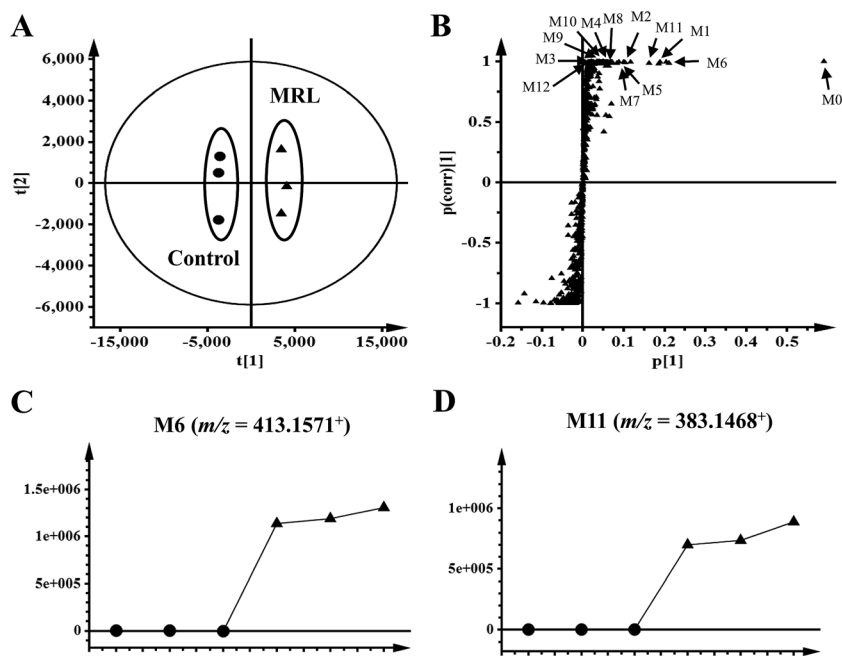 A
6,000
4,000
2,000
0
-2,000
-4,000
-6,000
t[2]
MRL
Control
-15,000 -5,000 5,000 15,000
t[1]
B
M10 M4 M8 M2 M11 M1
M9
M3
M12
M6
M7 M5
M0
1
0.5
0
-0.5
-1
p(corr)[1]
-0.2 -0.1 0 0.1 0.2 0.3 0.4 0.5
p[1]
C
M6 (m/z = 413.1571+)
1.5e+006
1e+006
5e+005
0
D
M11 (m/z = 383.1468+)
1e+006
5e+005
0